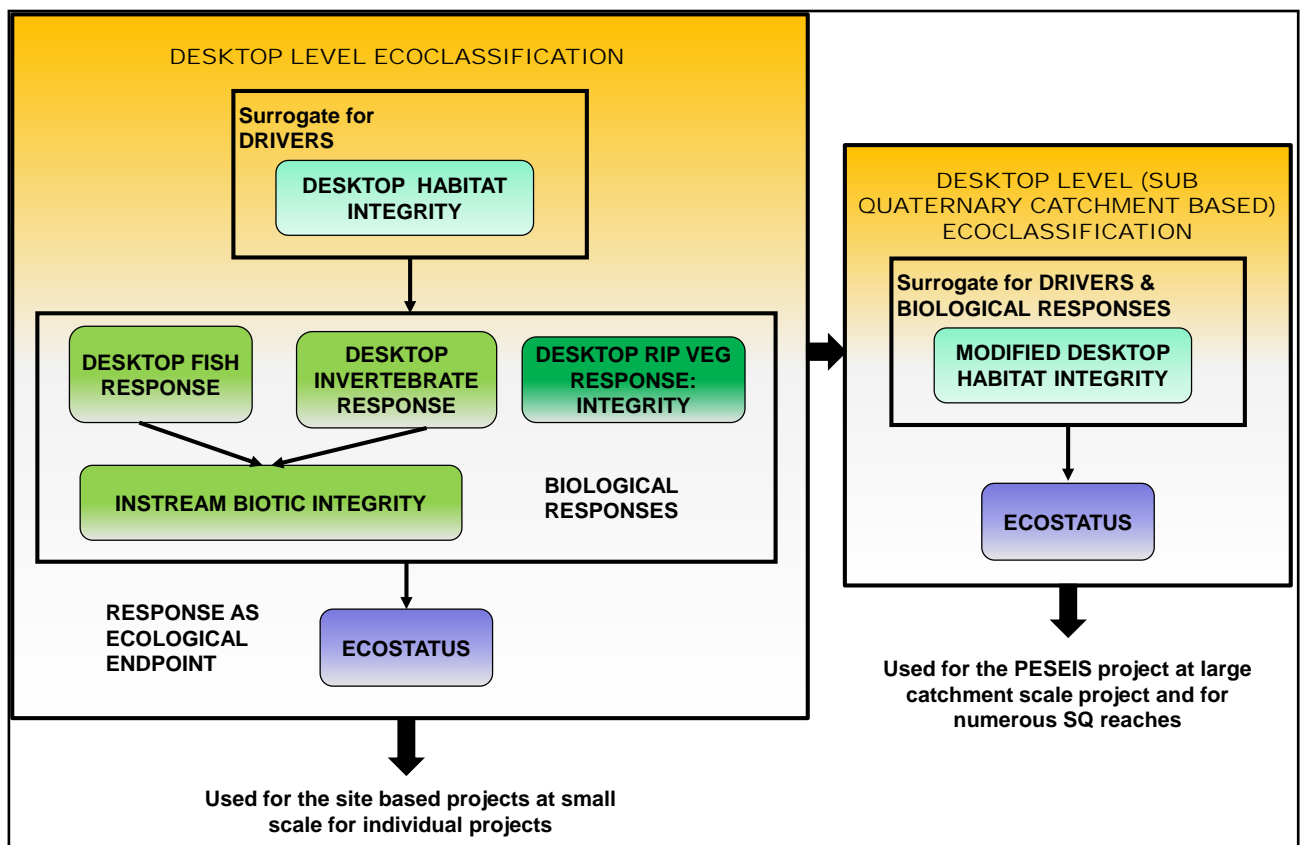 DESKTOP LEVEL ECOCLASSIFICATION
Surrogate for
DRIVERS
DESKTOP HABITAT
INTEGRITY
DESKTOP FISH
RESPONSE
DESKTOP
INVERTEBRATE
RESPONSE
DESKTOP RIP VEG
RESPONSE:
INTEGRITY
INSTREAM BIOTIC INTEGRITY
BIOLOGICAL
RESPONSES
RESPONSE AS
ECOLOGICAL
ENDPOINT
ECOSTATUS
Used for the site based projects at small
scale for individual projects
DESKTOP LEVEL (SUB
QUATERNARY CATCHMENT BASED)
ECOCLASSIFICATION
Surrogate for DRIVERS &
BIOLOGICAL RESPONSES
MODIFIED DESKTOP
HABITAT INTEGRITY
ECOSTATUS
Used for the PESEIS project at large
catchment scale project and for
numerous SQ reaches